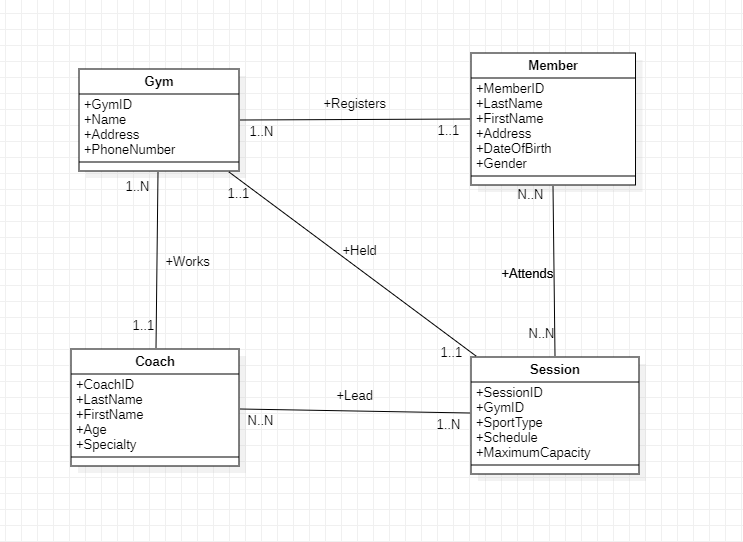 Gym
+GymID
+Name
+Address
+PhoneNumber
+Registers
1..N
1..1
Member
+MemberID
+LastName
+FirstName
+Address
+DateOfBirth
+Gender
1..N
1..1
N..N
+Works
+Held
+Attends
1..1
1..1
N..N
Coach
+CoachID
+LastName
+FirstName
+Age
+Specialty
+Lead
N..N
1..N
Session
+SessionID
+GymID
+SportType
+Schedule
+MaximumCapacity